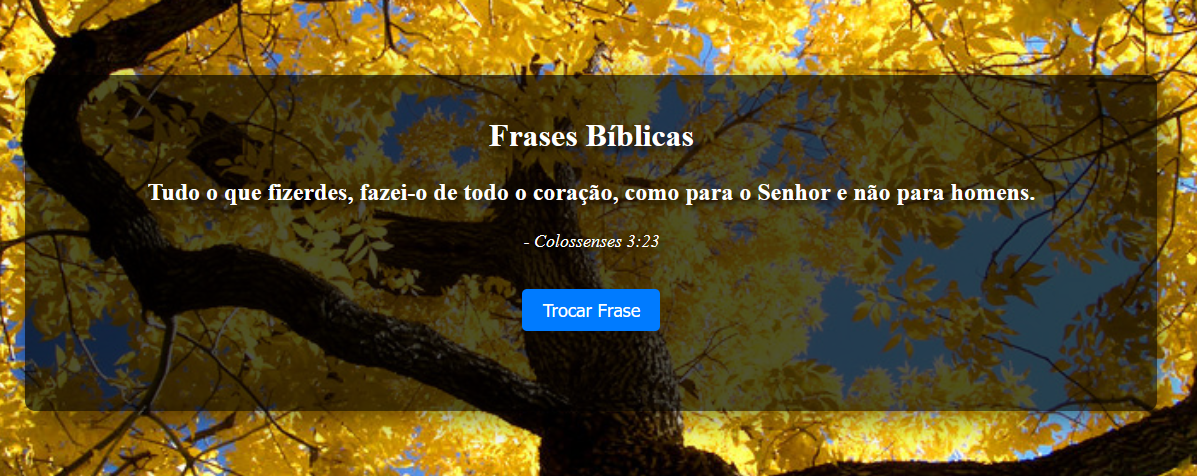 Frases Bíblicas
Tudo o que fizerdes, fazei-o de todo o coração, como para o Senhor e não para homens.
- Colossenses 3:23
Trocar Frase